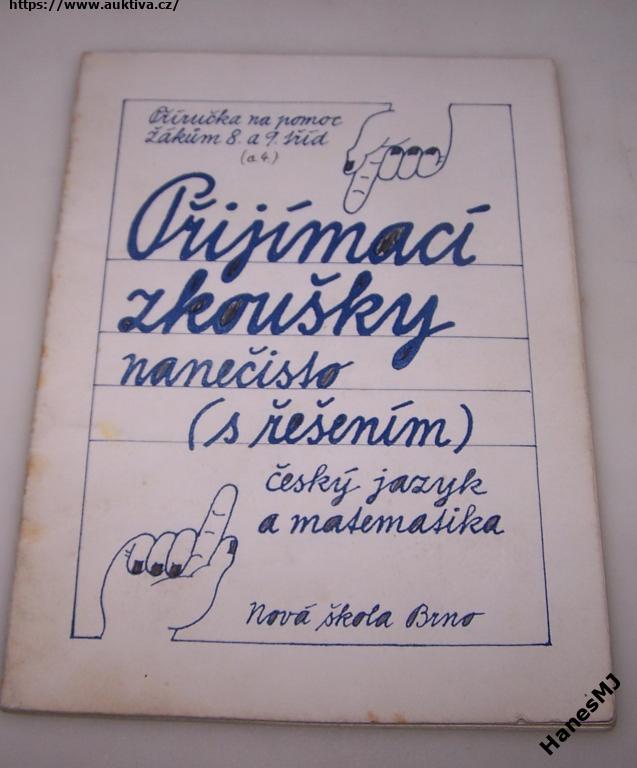 https://www.auktiva.cz/
Příručka na pomoc
žákům 8. a 9. tříd
(a 4.)
Přijímací
zkoušky
nanečisto
(s řešením)
český jazyk
a matematika
Nová škola Brno
HanesMJ